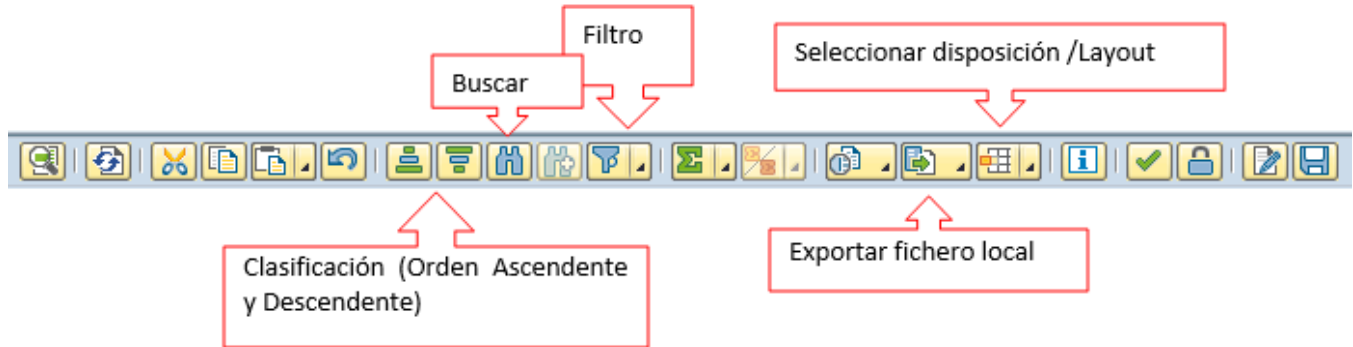 Filtro
Seleccionar disposición /Layout
Buscar
Clasificación (Orden Ascendente
y Descendente)
Exportar fichero local